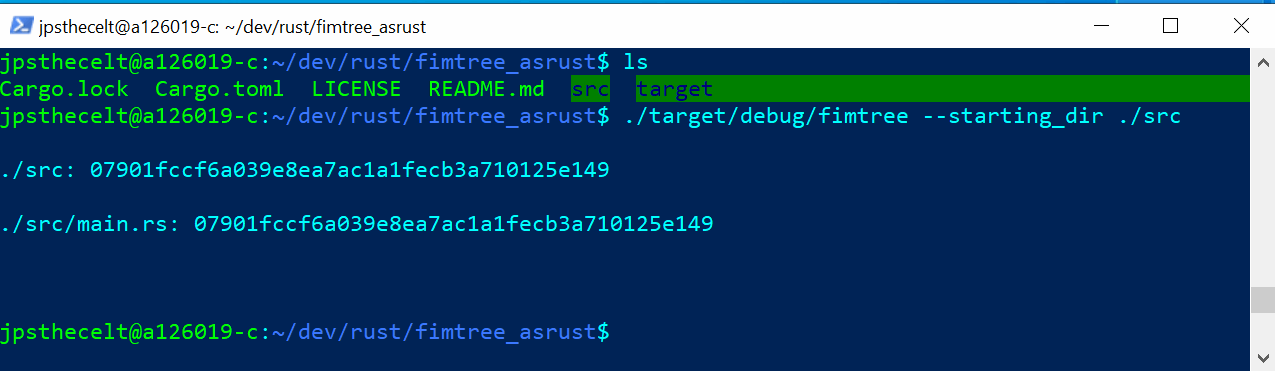 jpsthecelt@a126019-c: ~/dev/rust/fimtree_asrust
jpsthecelt@a126019-c:~/dev/rust/fimtree_asrust$ ls
Cargo.lock  Cargo.toml  LICENSE  README.md  src  target
jpsthecelt@a126019-c:~/dev/rust/fimtree_asrust$ ./target/debug/fimtree --starting_dir ./src
./src: 07901fccf6a039e8ea7ac1a1fecb3a710125e149
./src/main.rs: 07901fccf6a039e8ea7ac1a1fecb3a710125e149
jpsthecelt@a126019-c:~/dev/rust/fimtree_asrust$